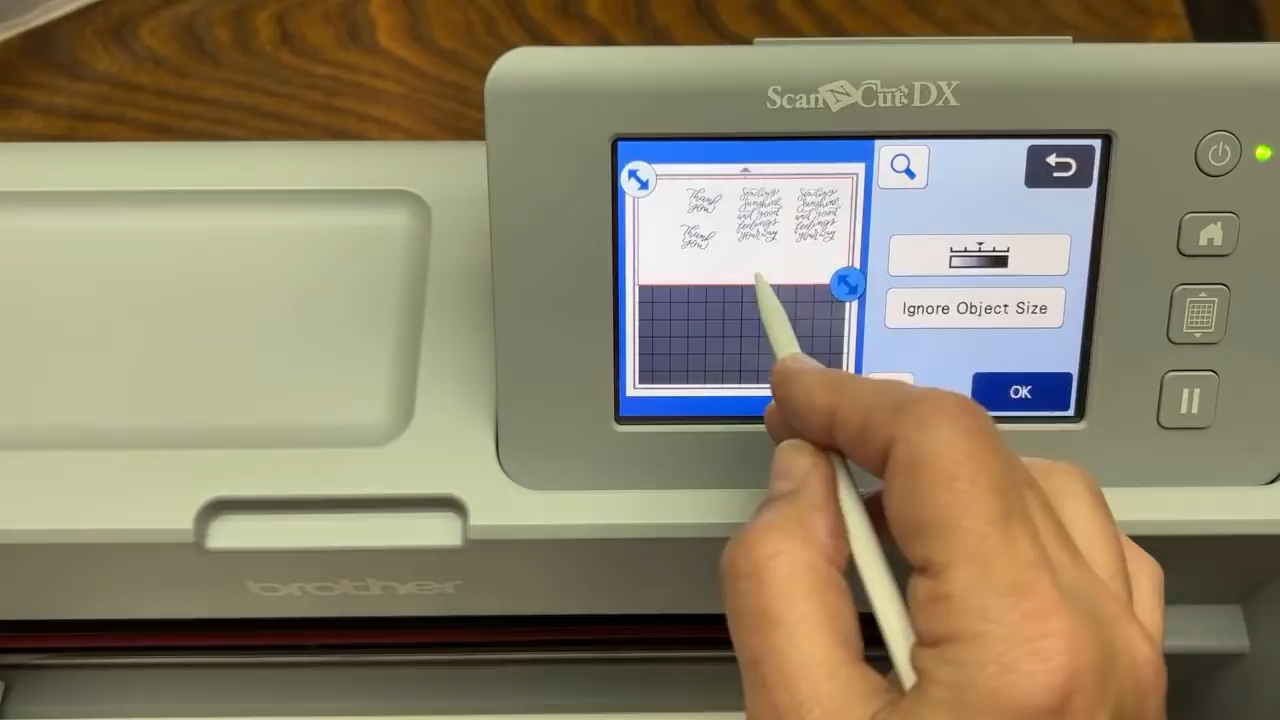 ScanNCut DX
Thank
you
Thank
you
Sending
Sunshine
and good
feelings
your way
Sending
Sunshine
and good
feelings
your way
Ignore Object Size
OK
brother